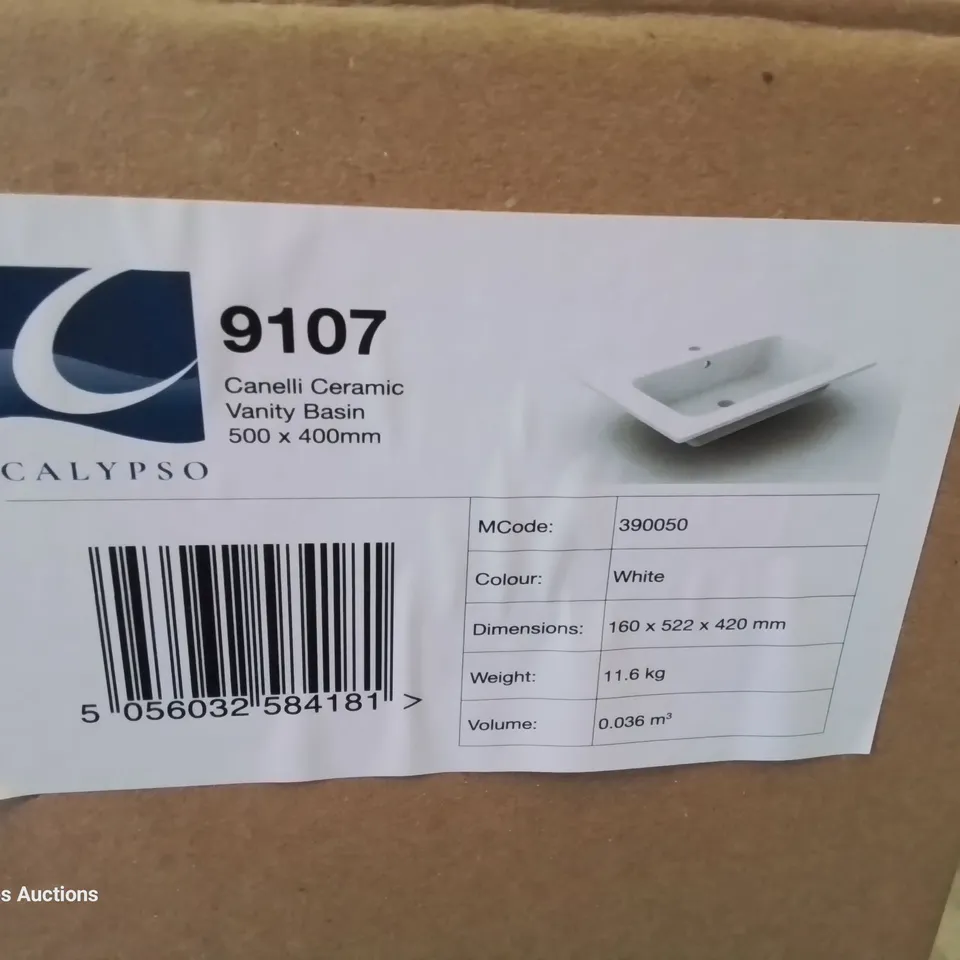 9107
Canelli Ceramic
Vanity Basin
500 x 400mm
CALYPSO
MCode: 390050
Colour: White
Dimensions: 160 x 522 x 420 mm
Weight: 11.6 kg
Volume: 0.036 m³
5 056032 584181 >
s Auctions